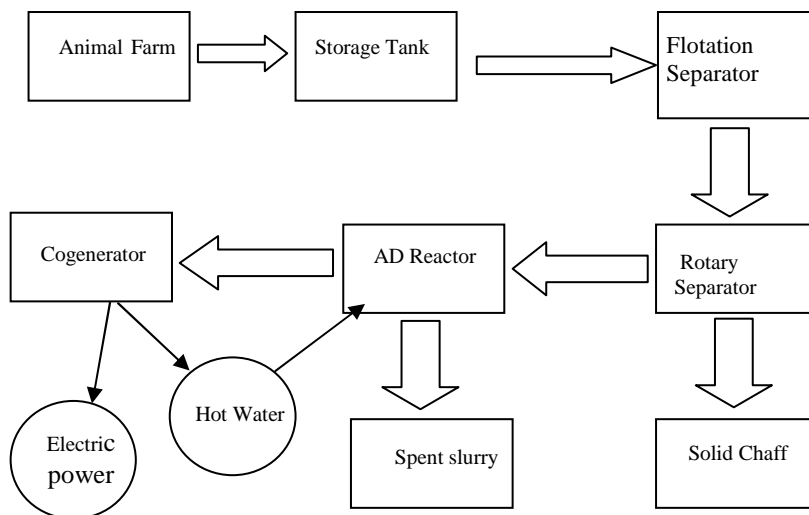 Animal Farm
Storage Tank
Flotation
Separator
Cogenerator
AD Reactor
Rotary
Separator
Hot Water
Electric
power
Spent slurry
Solid Chaff